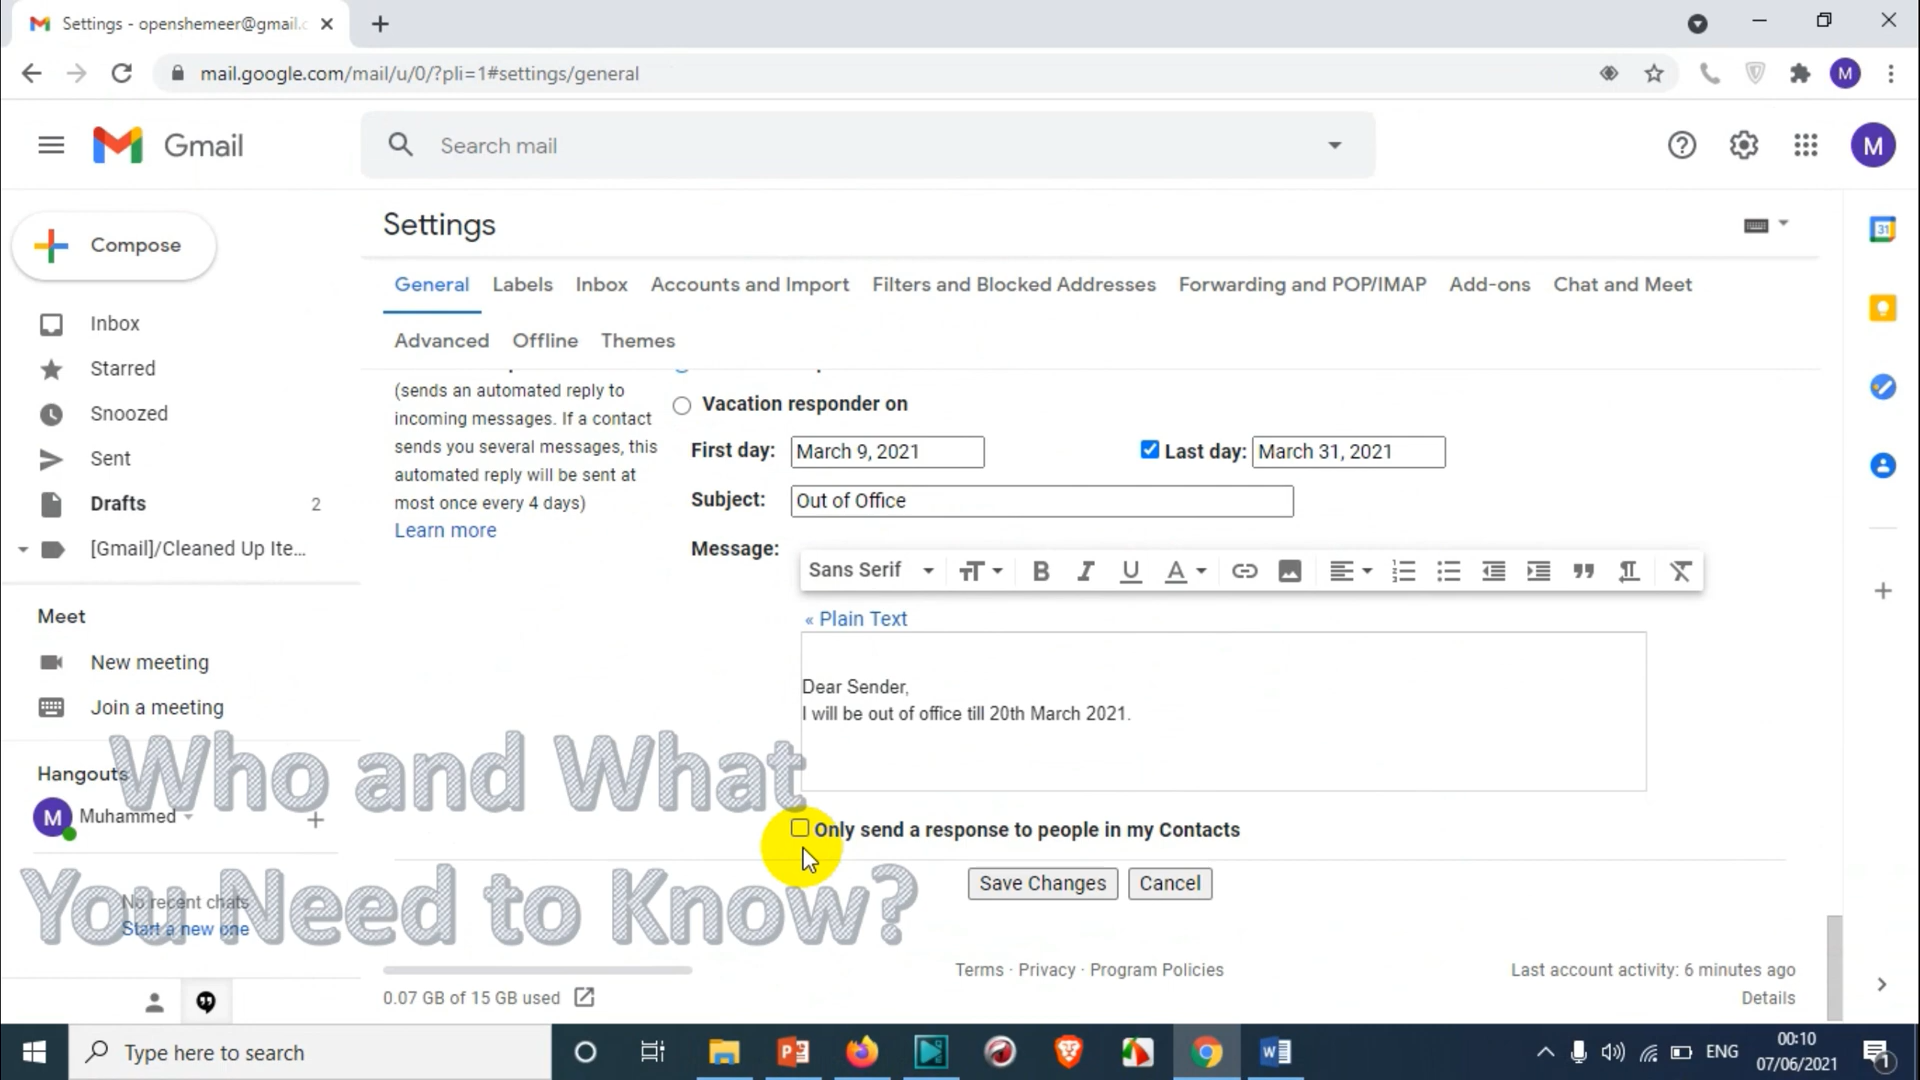 Settings - openshemeer@gmail.c
mail.google.com/mail/u/0/?pli=1#settings/general
M
Gmail
Search mail
M
Compose
Settings
31
General Labels Inbox Accounts and Import Filters and Blocked Addresses Forwarding and POP/IMAP Add-ons Chat and Meet
Advanced Offline Themes
Inbox
Starred
Snoozed
Sent
Drafts 2
[Gmail]/Cleaned Up Ite...
(sends an automated reply to
incoming messages. If a contact
sends you several messages, this
automated reply will be sent at
most once every 4 days)
Learn more
Vacation responder on
First day: March 9, 2021 Last day: March 31, 2021
Subject: Out of Office
Message:
Sans Serif
« Plain Text
Dear Sender,
I will be out of office till 20th March 2021.
Only send a response to people in my Contacts
Save Changes Cancel
Meet
New meeting
Join a meeting
Hangouts
M Muhammed
No recent chats
Start a new one
Who and What
You Need to Know?
Terms · Privacy · Program Policies
Last account activity: 6 minutes ago
Details
0.07 GB of 15 GB used
Type here to search
ENG
00:10
07/06/2021
1